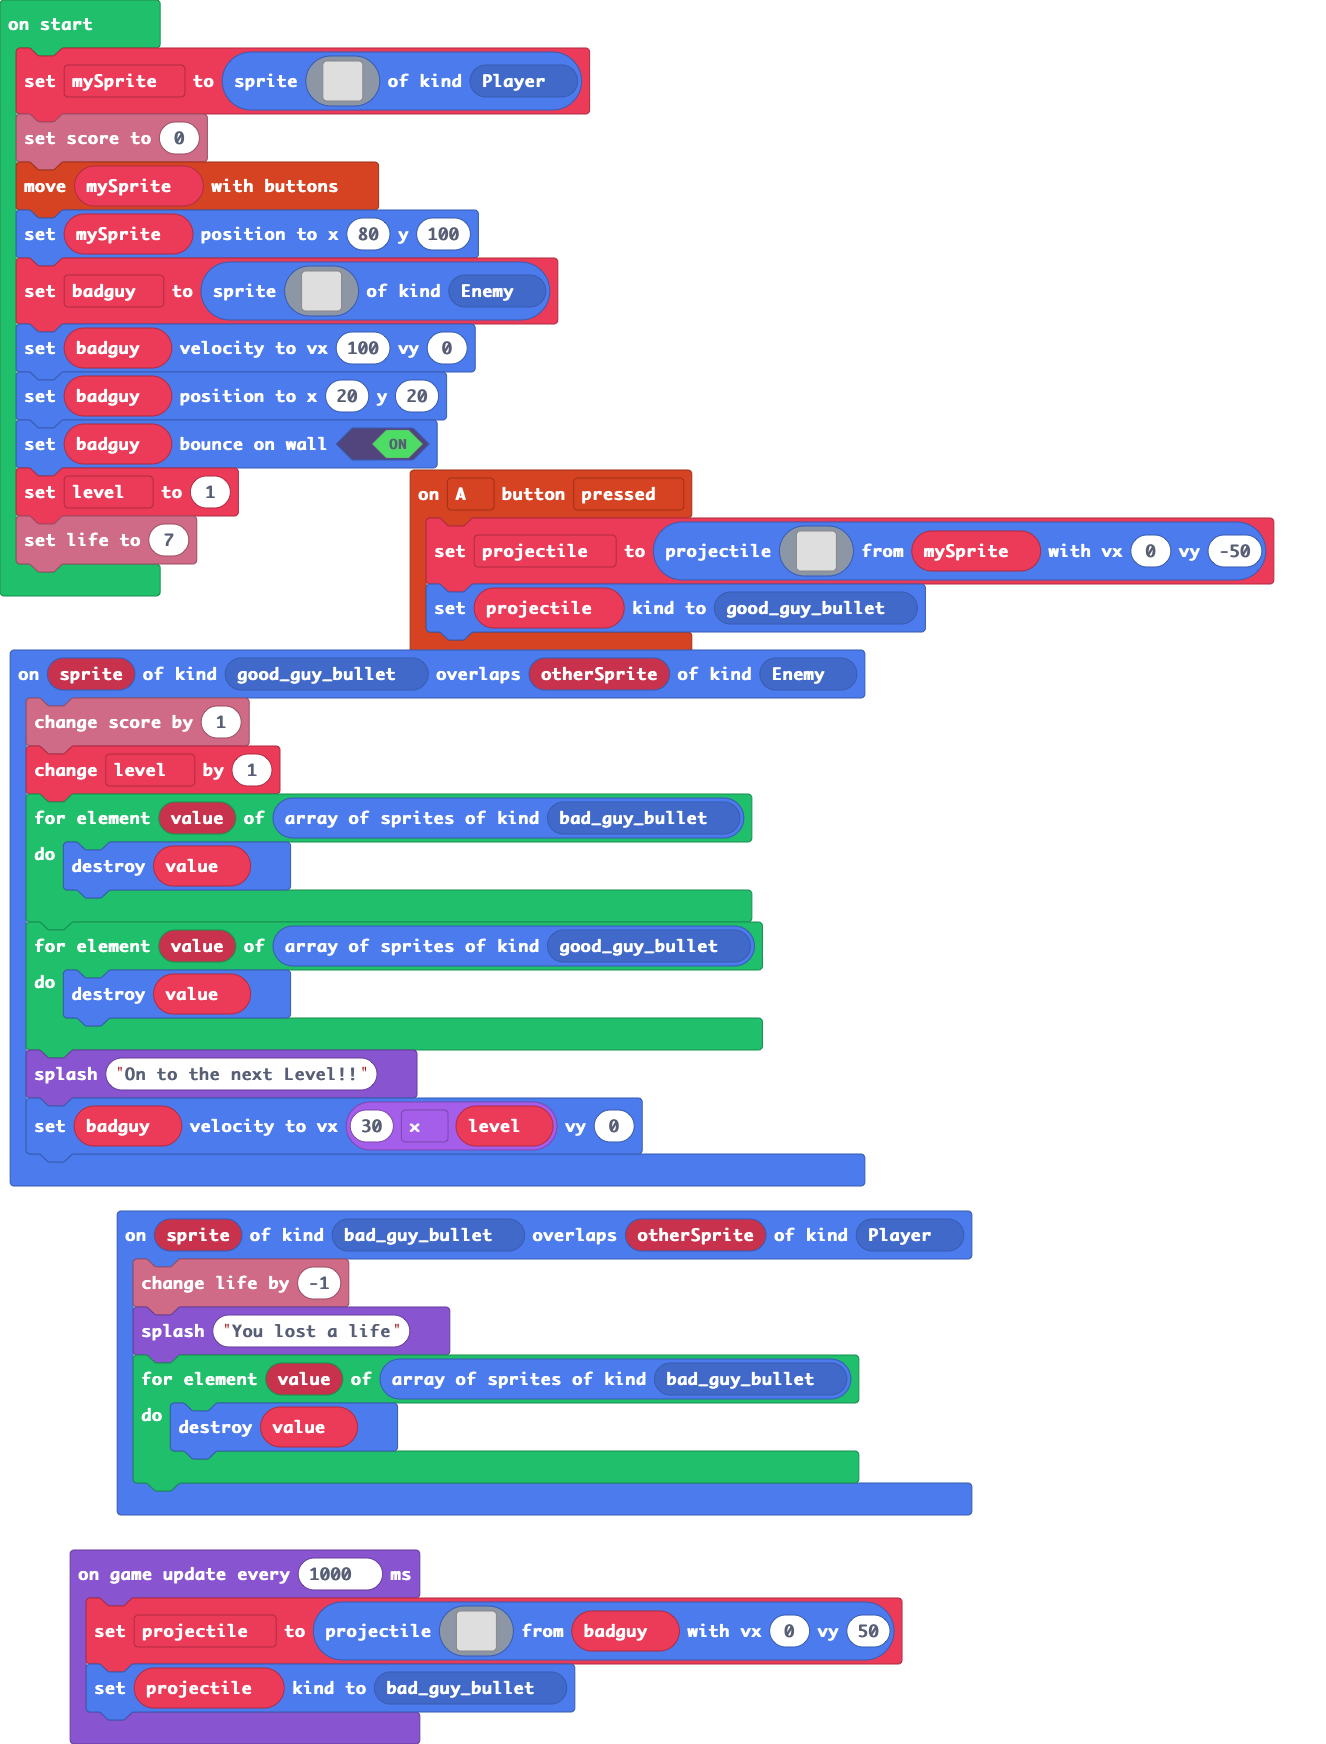 on start
set mySprite to sprite of kind Player
set score to 0
move mySprite with buttons
set mySprite position to x 80 y 100
set badguy to sprite of kind Enemy
set badguy velocity to vx 100 vy 0
set badguy position to x 20 y 20
set badguy bounce on wall ON
set level to 1
set life to 7
on A button pressed
set projectile to projectile from mySprite with vx 0 vy -50
set projectile kind to good_guy_bullet
on sprite of kind good_guy_bullet overlaps otherSprite of kind Enemy
change score by 1
change level by 1
for element value of array of sprites of kind bad_guy_bullet
do
destroy value
for element value of array of sprites of kind good_guy_bullet
do
destroy value
splash "On to the next Level!!"
set badguy velocity to vx 30 x level vy 0
on sprite of kind bad_guy_bullet overlaps otherSprite of kind Player
change life by -1
splash "You lost a life"
for element value of array of sprites of kind bad_guy_bullet
do
destroy value
on game update every 1000 ms
set projectile to projectile from badguy with vx 0 vy 50
set projectile kind to bad_guy_bullet